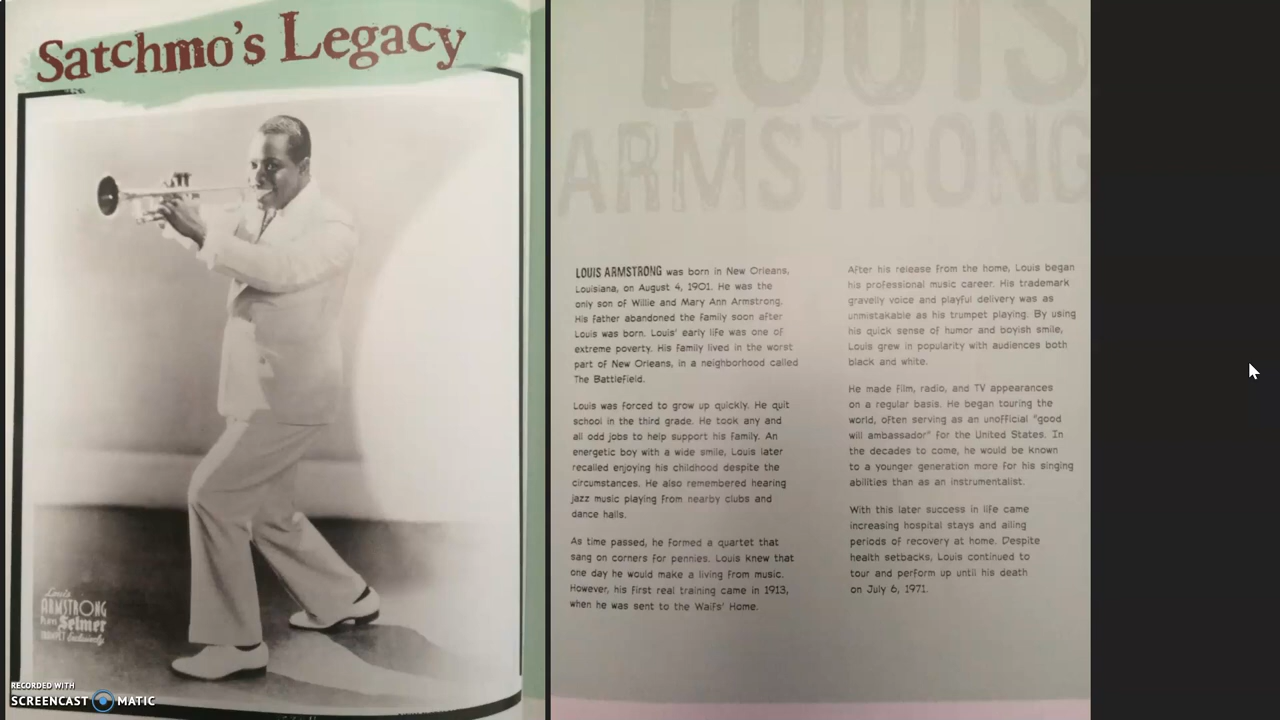 Satchmo's Legacy
Louis
ARMSTRONG
PLAYS Selmer
TRUMPET Exclusively
RECORDED WITH
SCREENCAST MATIC
LOUIS
ARMSTRONG
LOUIS ARMSTRONG was born in New Orleans,
Louisiana, on August 4, 1901. He was the
only son of Willie and Mary Ann Armstrong.
His father abandoned the family soon after
Louis was born. Louis' early life was one of
extreme poverty. His family lived in the worst
part of New Orleans, in a neighborhood called
The Battlefield.
Louis was forced to grow up quickly. He quit
school in the third grade. He took any and
all odd jobs to help support his family. An
energetic boy with a wide smile, Louis later
recalled enjoying his childhood despite the
circumstances. He also remembered hearing
jazz music playing from nearby clubs and
dance halls.
As time passed, he formed a quartet that
sang on corners for pennies. Louis knew that
one day he would make a living from music.
However, his first real training came in 1913,
when he was sent to the Waifs' Home.
After his release from the home, Louis began
his professional music career. His trademark
gravelly voice and playful delivery was as
unmistakable as his trumpet playing. By using
his quick sense of humor and boyish smile,
Louis grew in popularity with audiences both
black and white.
He made film, radio, and TV appearances
on a regular basis. He began touring the
world, often serving as an unofficial "good
will ambassador" for the United States. In
the decades to come, he would be known
to a younger generation more for his singing
abilities than as an instrumentalist.
With this later success in life came
increasing hospital stays and ailing
periods of recovery at home. Despite
health setbacks, Louis continued to
tour and perform up until his death
on July 6, 1971.